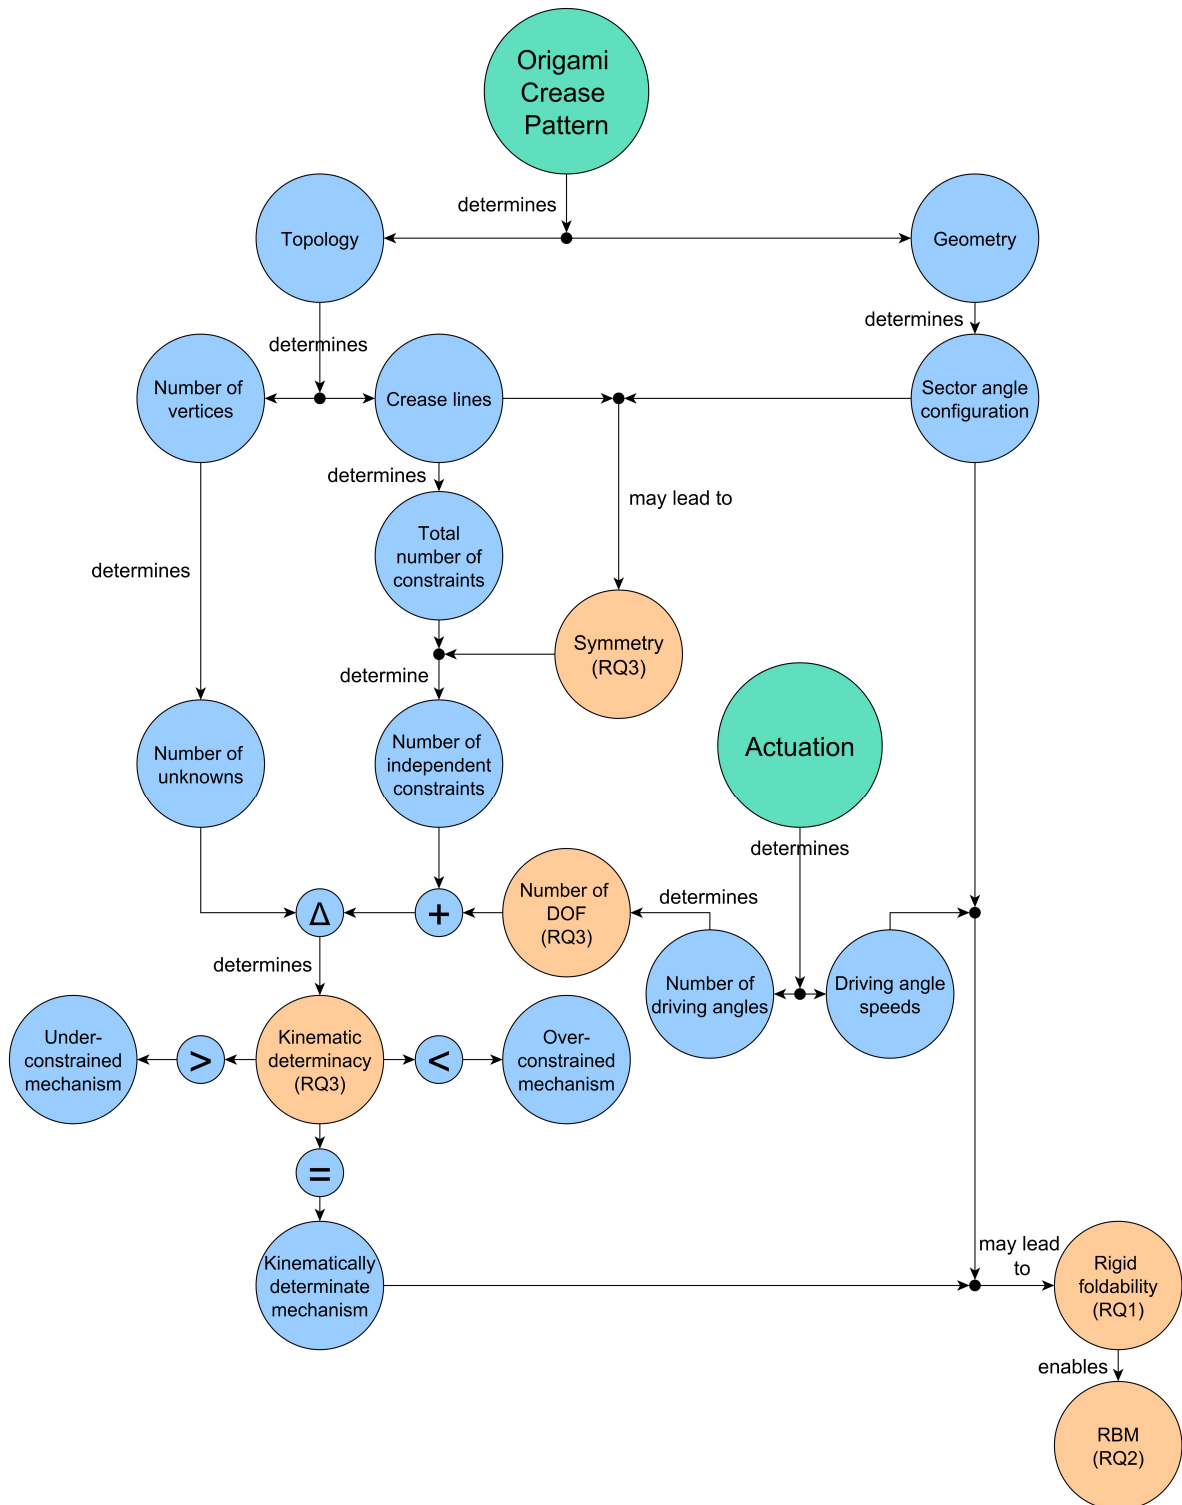 Origami
Crease
Pattern
determines
Topology
Geometry
determines
determines
Number of
vertices
Crease lines
Sector angle
configuration
determines
may lead to
Total
number of
constraints
determines
Symmetry
(RQ3)
determine
Actuation
Number of
unknowns
Number of
independent
constraints
determines
Number of
DOF
(RQ3)
determines
Δ
+
determines
Number of
driving angles
Driving angle
speeds
Under-
constrained
mechanism
>
Kinematic
determinacy
(RQ3)
<
Over-
constrained
mechanism
=
Kinematically
determinate
mechanism
may lead
to
Rigid
foldability
(RQ1)
enables
RBM
(RQ2)